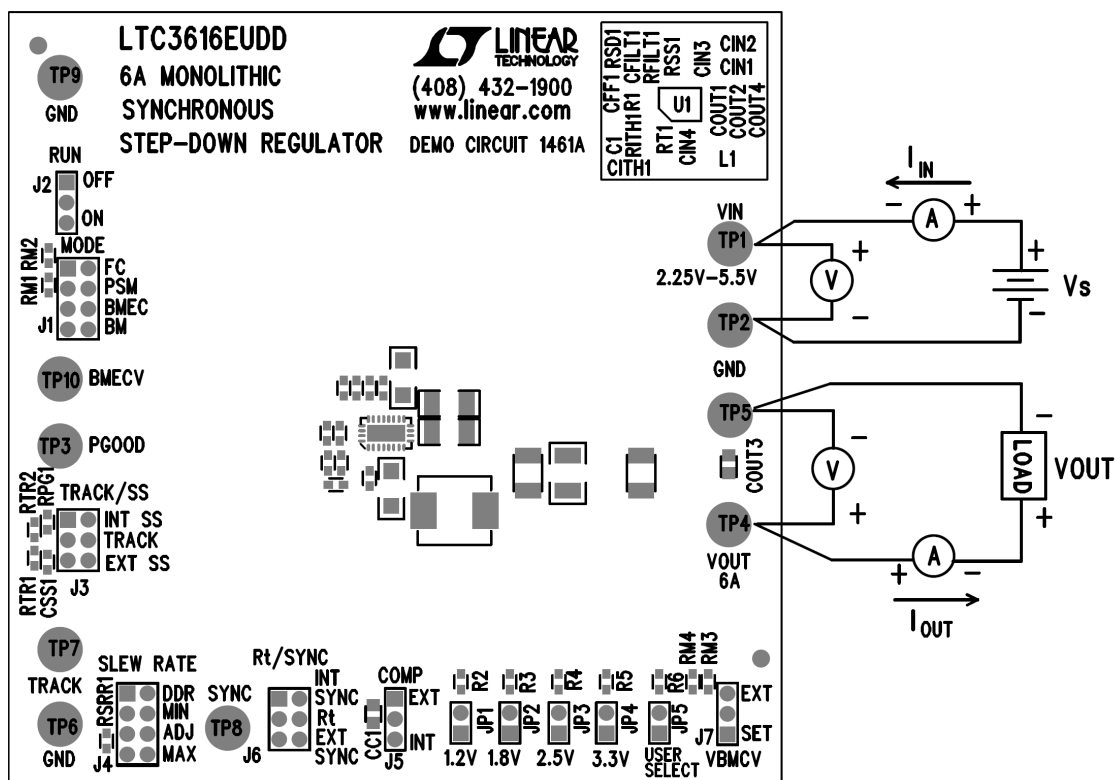 LTC3616EUDD
6A MONOLITHIC
SYNCHRONOUS
STEP-DOWN REGULATOR
LINEAR
TECHNOLOGY
(408) 432-1900
www.linear.com
DEMO CIRCUIT 1461A
CFF1
RSD1
CFILT1
RFILT1
RSS1
CIN3
CIN2
CIN1
C1
RITH1
R1
RT1
CIN4
U1
COUT1
COUT2
COUT4
CITH1
L1
TP9
GND
RUN
J2
OFF
ON
RM2
RM1
MODE
J1
FC
PSM
BMEC
BM
TP10
BMECV
TP3
PGOOD
RTR2
RPG1
TRACK/SS
INT SS
TRACK
EXT SS
RTR1
CSS1
J3
TP7
TRACK
TP6
GND
SLEW RATE
RSRR1
DDR
MIN
ADJ
MAX
J4
SYNC
TP8
Rt/SYNC
INT
SYNC
Rt
EXT
SYNC
J6
COMP
EXT
INT
CC1
J5
R2
JP1
1.2V
R3
JP2
1.8V
R4
JP3
2.5V
R5
JP4
3.3V
R6
JP5
USER
SELECT
RM4
RM3
EXT
SET
J7
VBMCV
VIN
TP1
2.25V-5.5V
TP2
GND
TP5
COUT3
TP4
VOUT
6A
IIN
- A +
+
V
-
+
Vs
-
-
V
+
-
LOAD
VOUT
+
+ A -
IOUT